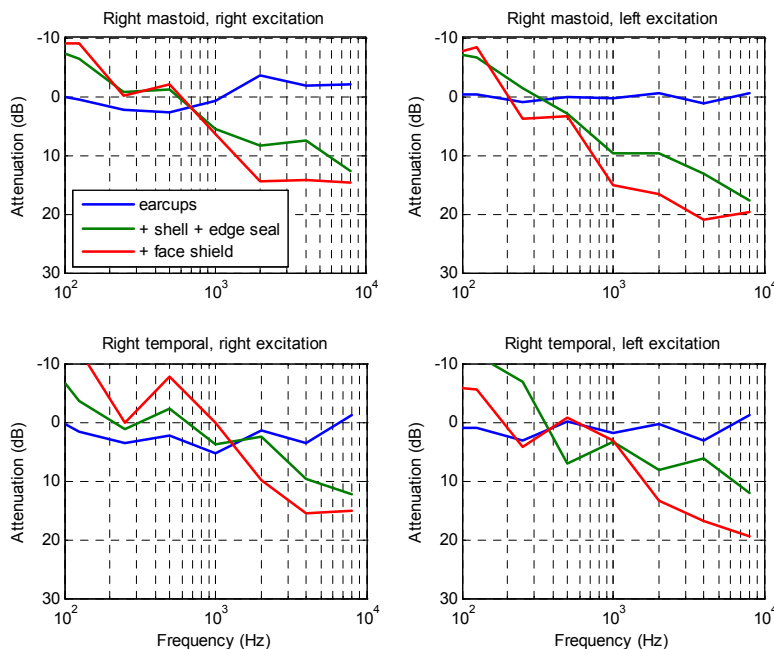 Right mastoid, right excitation
Attenuation (dB)
-10
0
10
20
30
earcups
+ shell + edge seal
+ face shield
10^2
10^3
10^4
Right mastoid, left excitation
Attenuation (dB)
-10
0
10
20
30
10^2
10^3
10^4
Right temporal, right excitation
Attenuation (dB)
-10
0
10
20
30
10^2
10^3
10^4
Frequency (Hz)
Right temporal, left excitation
Attenuation (dB)
-10
0
10
20
30
10^2
10^3
10^4
Frequency (Hz)